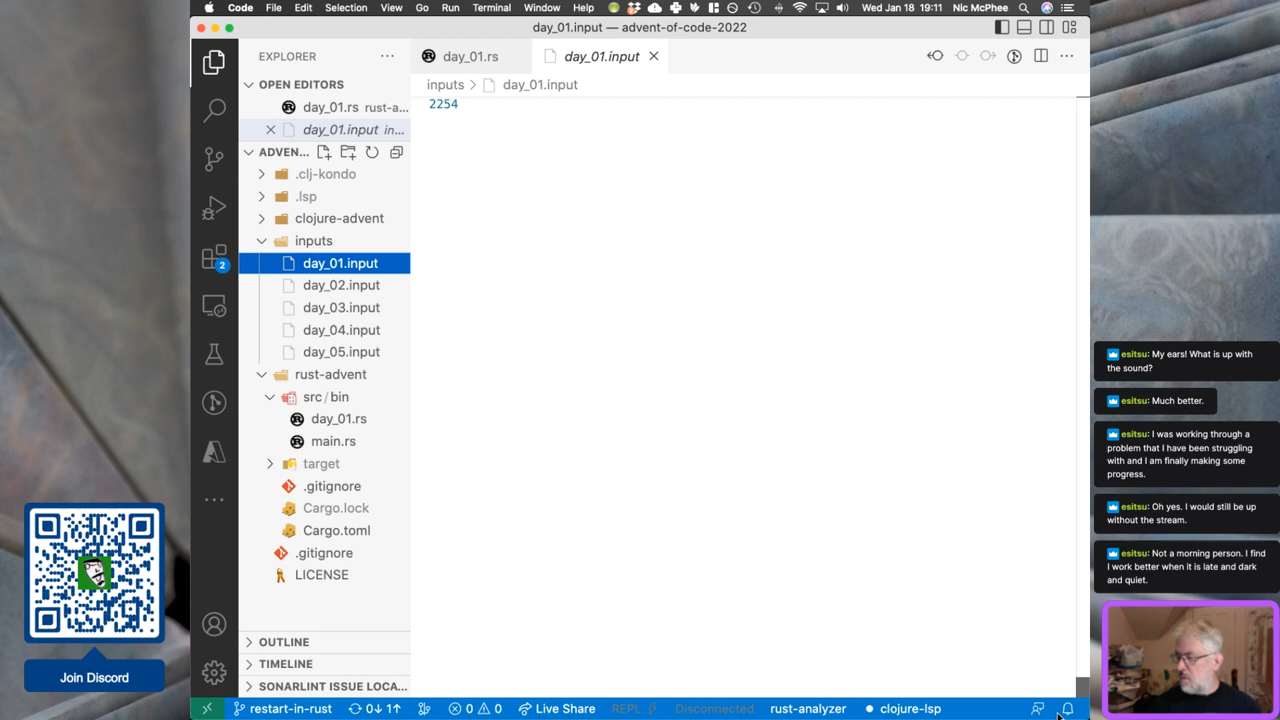 Code File Edit Selection View Go Run Terminal Window Help Wed Jan 18 19:11 Nic McPhee
day_01.input — advent-of-code-2022
EXPLORER
day_01.rs
day_01.input
OPEN EDITORS
inputs
day_01.input
day_01.rs rust-a...
2254
day_01.input in...
ADVEN...
.clj-kondo
.lsp
clojure-advent
inputs
day_01.input
day_02.input
day_03.input
day_04.input
day_05.input
rust-advent
src/bin
day_01.rs
main.rs
target
.gitignore
Cargo.lock
Cargo.toml
.gitignore
LICENSE
OUTLINE
TIMELINE
SONARLINT ISSUE LOCA...
2
restart-in-rust 0↓ 1↑ 0 0 Live Share REPL Disconnected rust-analyzer clojure-lsp
esitsu: My ears! What is up with
the sound?
esitsu: Much better.
esitsu: I was working through a
problem that I have been struggling
with and I am finally making some
progress.
esitsu: Oh yes. I would still be up
without the stream.
esitsu: Not a morning person. I find
I work better when it is late and dark
and quiet.
Join Discord